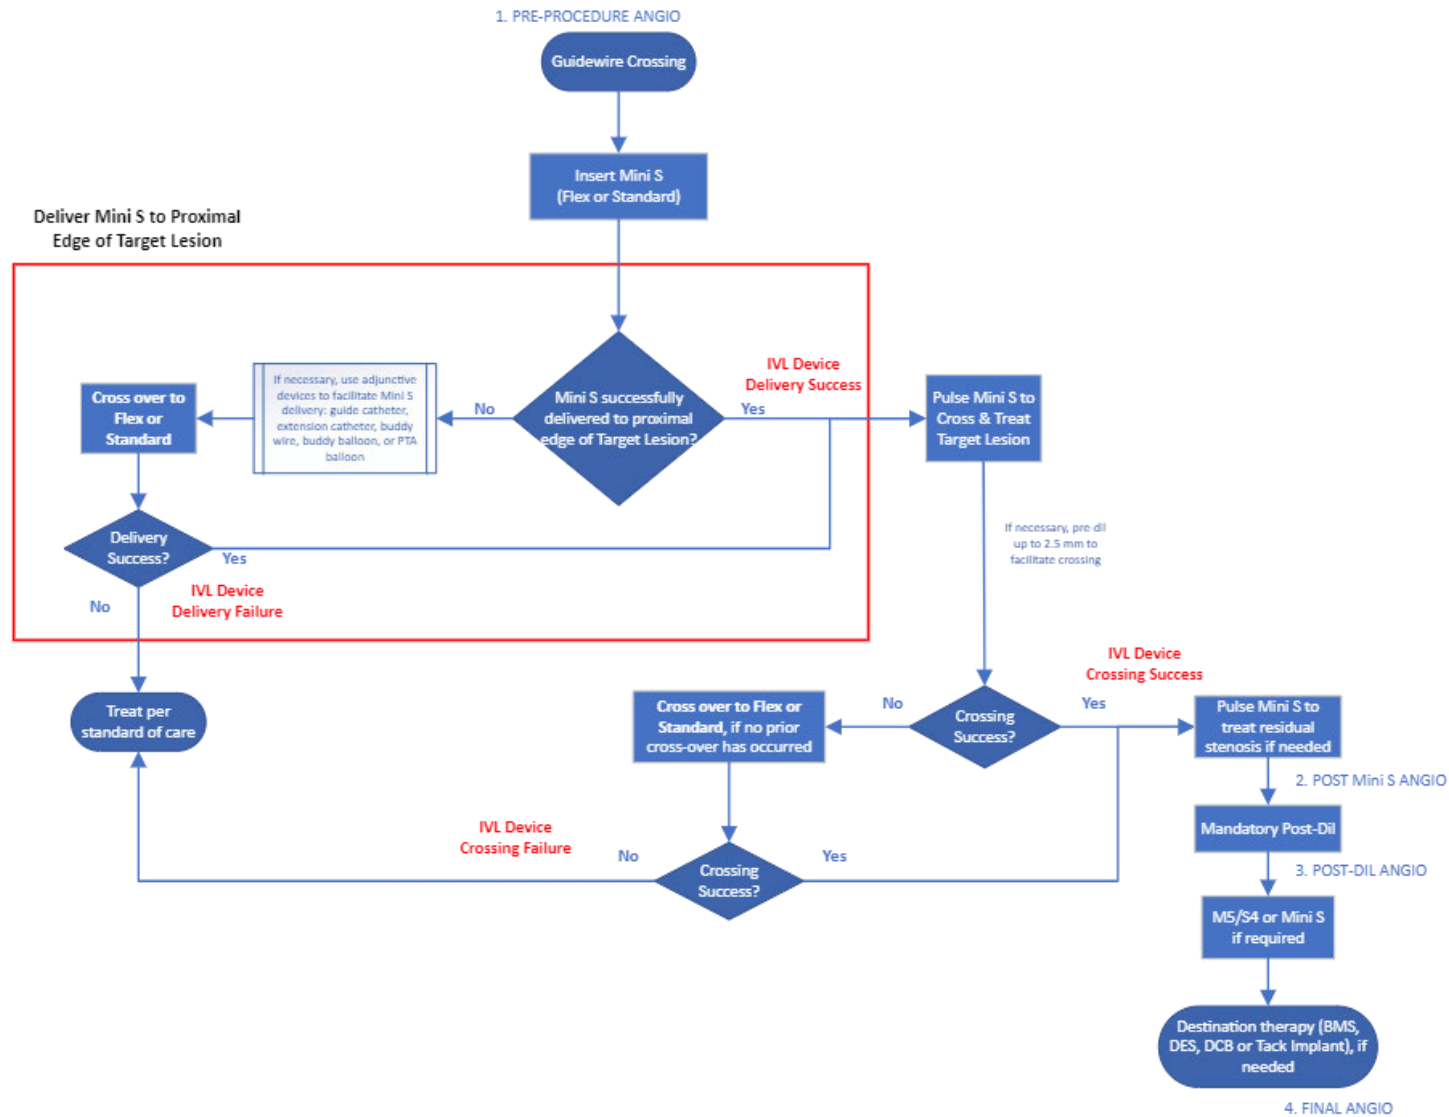 1. PRE-PROCEDURE ANGIO
Guidewire Crossing
Insert Mini S
(Flex or Standard)
Deliver Mini S to Proximal
Edge of Target Lesion
Mini S successfully
delivered to proximal
edge of Target Lesion?
No
Yes
IVL Device
Delivery Success
If necessary, use adjunctive
devices to facilitate Mini S
delivery: guide catheter,
extension catheter, buddy
wire, buddy balloon, or PTA
balloon
Cross over to
Flex or
Standard
Delivery
Success?
Yes
No
IVL Device
Delivery Failure
Treat per
standard of care
Pulse Mini S to
Cross & Treat
Target Lesion
If necessary, pre-dil
up to 2.5 mm to
facilitate crossing
Crossing
Success?
No
Yes
IVL Device
Crossing Success
Cross over to Flex or
Standard, if no prior
cross-over has occurred
Crossing
Success?
No
Yes
IVL Device
Crossing Failure
Pulse Mini S to
treat residual
stenosis if needed
2. POST Mini S ANGIO
Mandatory Post-Dil
3. POST-DIL ANGIO
M5/S4 or Mini S
if required
Destination therapy (BMS,
DES, DCB or Tack Implant), if
needed
4. FINAL ANGIO